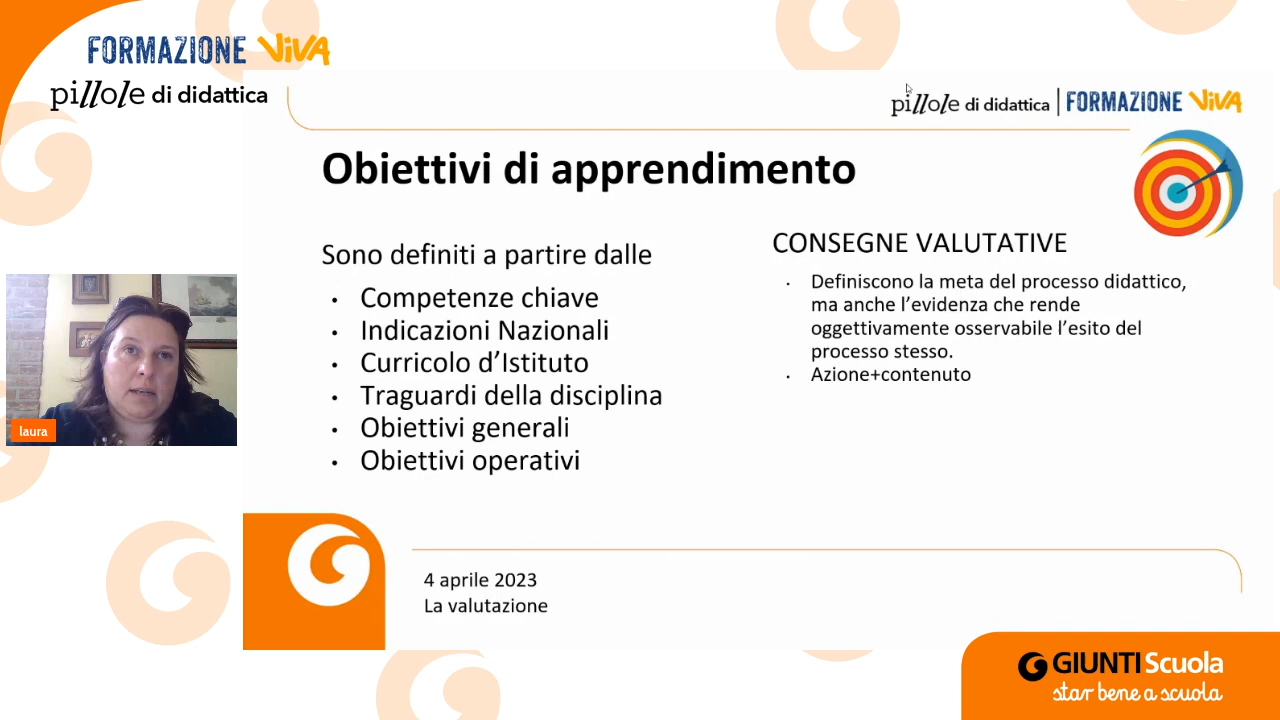 FORMAZIONE ViVA
pillole di didattica
pillole di didattica | FORMAZIONE ViVA
Obiettivi di apprendimento
Sono definiti a partire dalle
• Competenze chiave
• Indicazioni Nazionali
• Curricolo d’Istituto
• Traguardi della disciplina
• Obiettivi generali
• Obiettivi operativi
CONSEGNE VALUTATIVE
• Definiscono la meta del processo didattico,
ma anche l’evidenza che rende
oggettivamente osservabile l’esito del
processo stesso.
• Azione+contenuto
laura
4 aprile 2023
La valutazione
GIUNTI Scuola
star bene a scuola